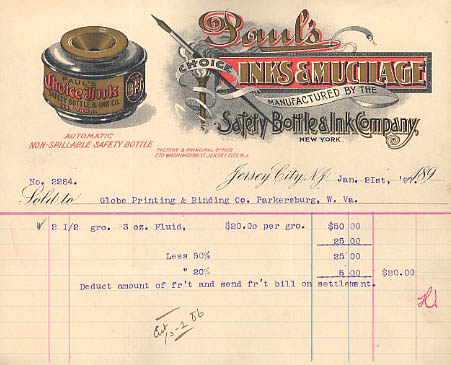 Paul's
CHOICE
INKS & MUCILAGE
MANUFACTURED BY THE
Safety Bottle & Ink Company,
NEW YORK.
PAUL'S
Choice Ink
SAFETY BOTTLE & INK CO.
AUTOMATIC
NON-SPILLABLE SAFETY BOTTLE
FACTORY & PRINCIPAL OFFICE
270 WASHINGTON ST. JERSEY CITY, N.J.
No. 2264. Jersey City, N.J. Jan. 21st, '97. 189
Sold to Globe Printing & Binding Co. Parkersburg, W. Va.
2 1/2 gro. 3 oz. Fluid, $20.00 per gro. $50 00
25 00
Less 50% 25 00
" 20% 5 00 $20.00
Deduct amount of fr't and send fr't bill on settlement.